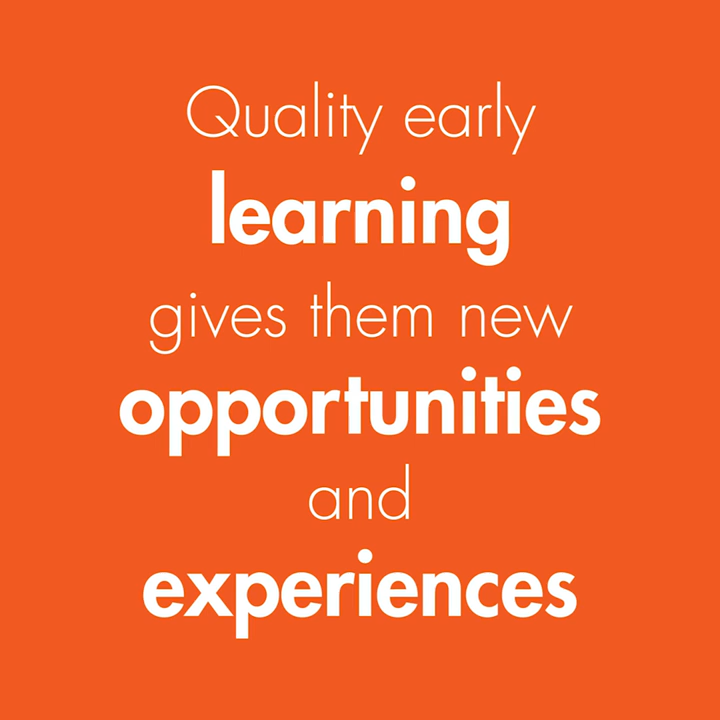 Quality early
learning
gives them new
opportunities
and
experiences